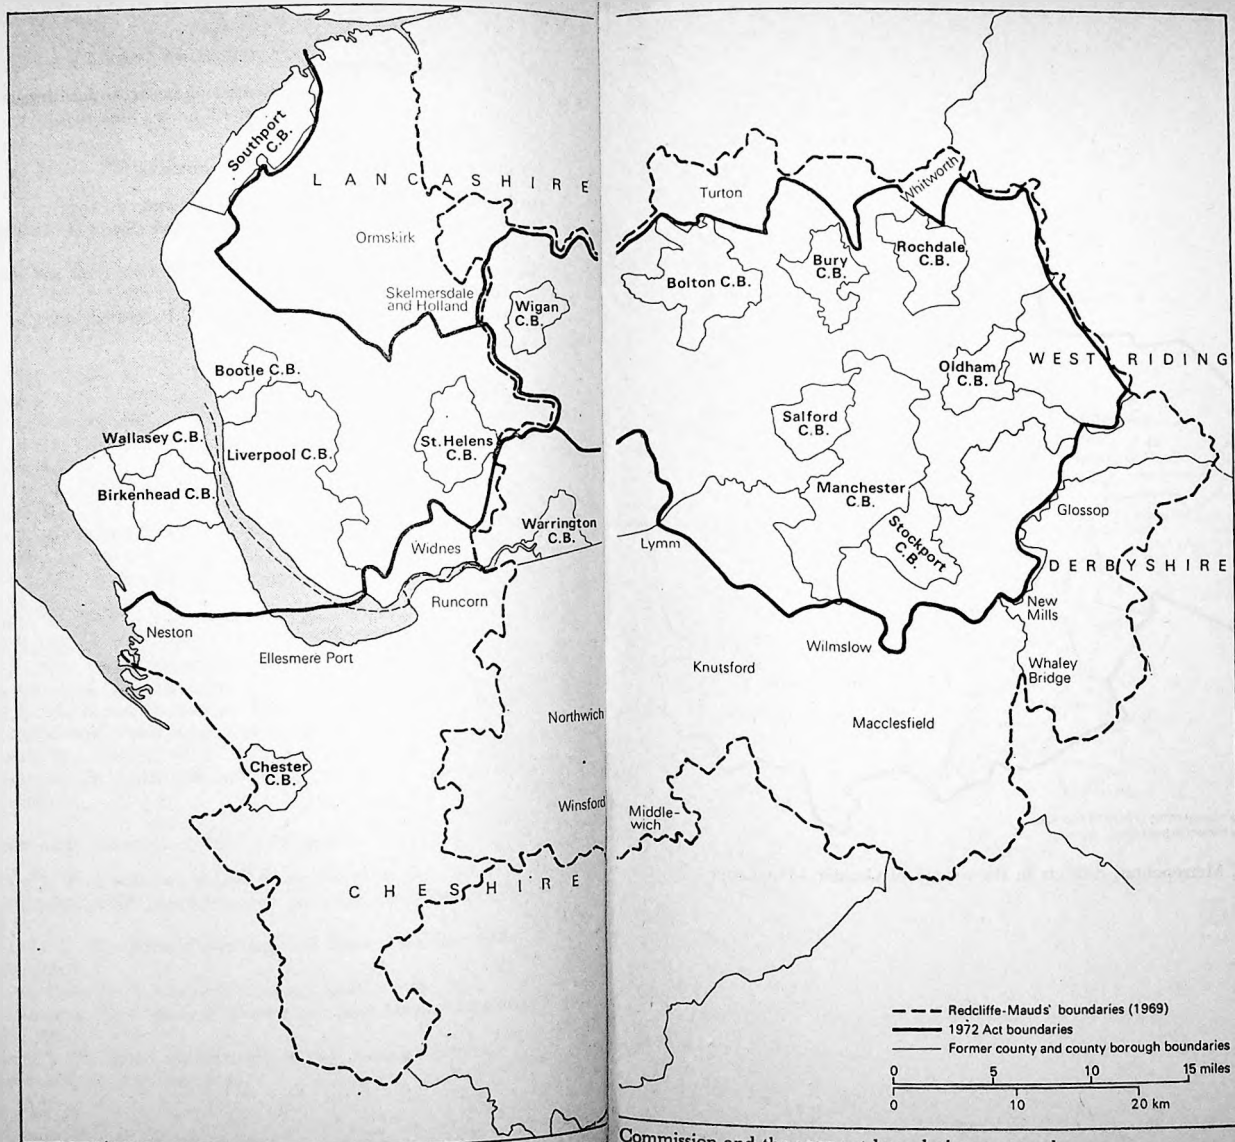 Southport
C.B.
LANCASHIRE
Ormskirk
Skelmersdale
and Holland
Wigan
C.B.
Bootle C.B.
Wallasey C.B.
Liverpool C.B.
St. Helens
C.B.
Birkenhead C.B.
Warrington
C.B.
Widnes
Runcorn
Neston
Ellesmere Port
Northwich
Chester
C.B.
Winsford
CHESHIRE
Turton
Whitworth
Rochdale
C.B.
Bury
C.B.
Bolton C.B.
WEST RIDING
Oldham
C.B.
Salford
C.B.
Manchester
C.B.
Stockport
C.B.
Glossop
Lymm
DERBYSHIRE
New
Mills
Wilmslow
Whaley
Bridge
Knutsford
Macclesfield
Middle-
wich
Redcliffe-Mauds' boundaries (1969)
1972 Act boundaries
Former county and county borough boundaries
0 5 10 15 miles
0 10 20 km
Commission and the